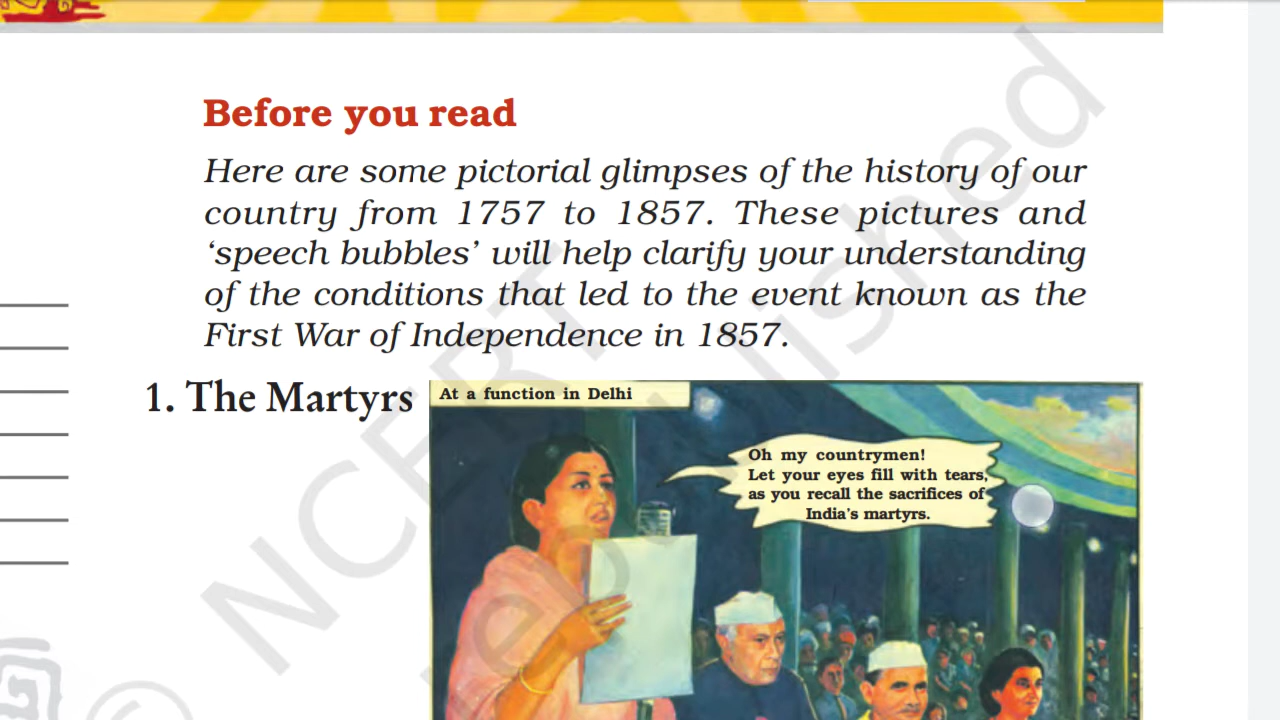 Before you read
Here are some pictorial glimpses of the history of our
country from 1757 to 1857. These pictures and
‘speech bubbles’ will help clarify your understanding
of the conditions that led to the event known as the
First War of Independence in 1857.
1. The Martyrs
At a function in Delhi
Oh my countrymen!
Let your eyes fill with tears,
as you recall the sacrifices of
India's martyrs.
© NCERT